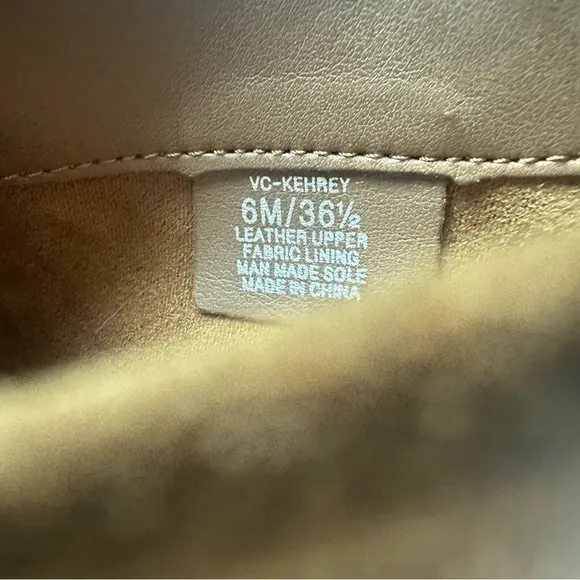 VC-KEHREY
6M/36½
LEATHER UPPER
FABRIC LINING
MAN MADE SOLE
MADE IN CHINA